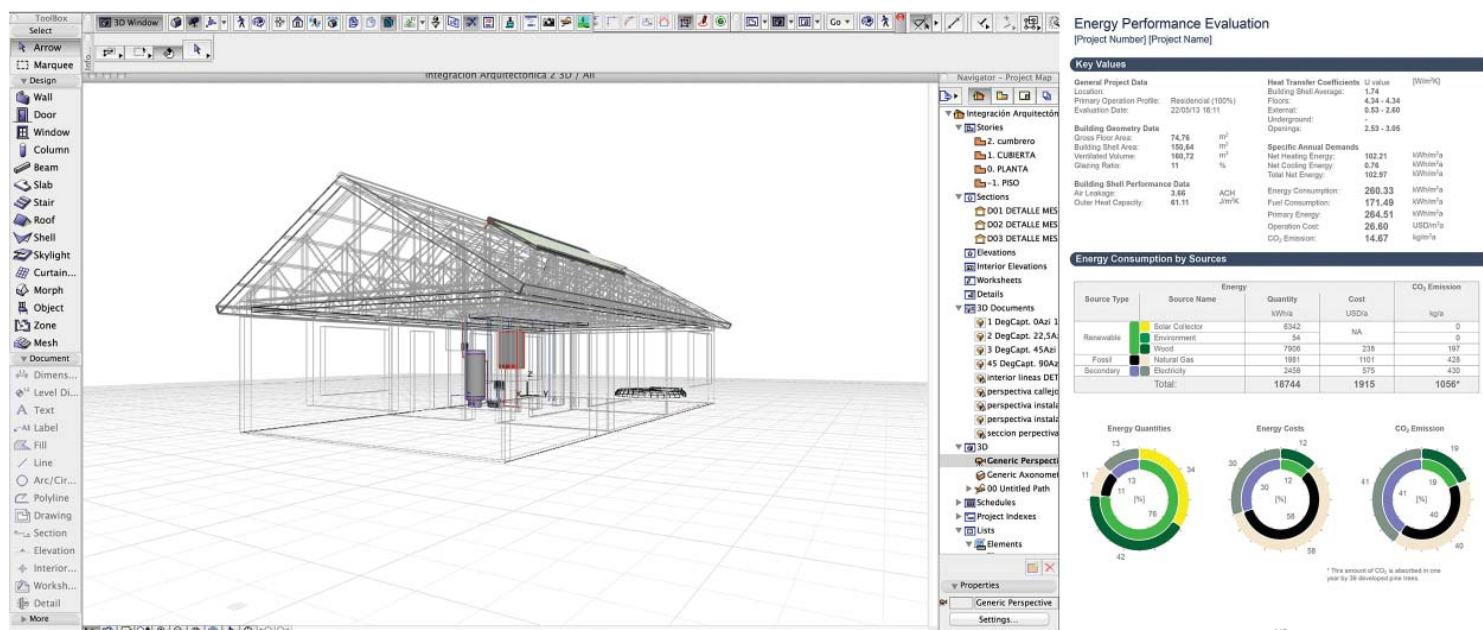 ToolBox
Select
Arrow
Marquee
Design
Wall
Door
Window
Column
Beam
Slab
Stair
Roof
Shell
Skylight
Curtain...
Morph
Object
Zone
Mesh
Document
Dimens...
Level Di...
Text
Label
Fill
Line
Arc/Cir...
Polyline
Drawing
Section
Elevation
Interior...
Worksh...
Detail
More
3D Window
Go
Integración Arquitectónica 2 3D / All
Z
Y
Navigator - Project Map
Integración Arquitectón
Stories
2. cumbrero
1. CUBIERTA
0. PLANTA
-1. PISO
Sections
D01 DETALLE MES
D02 DETALLE MES
D03 DETALLE MES
Elevations
Interior Elevations
Worksheets
Details
3D Documents
1 DegCapt. 0Azi 1
2 DegCapt. 22,5Az
3 DegCapt. 45Azi
45 DegCapt. 90Az
interior lineas DET
perspectiva callejo
perspectiva instala
perspectiva instala
seccion perpectiva
3D
Generic Perspecti
Generic Axonomet
00 Untitled Path
Schedules
Project Indexes
Lists
Elements
Properties
Generic Perspective
Settings...
Energy Performance Evaluation
[Project Number] [Project Name]
Key Values
General Project Data
Location:
Primary Operation Profile: Residencial (100%)
Evaluation Date: 22/05/13 16:11
Building Geometry Data
Gross Floor Area: 74,76 m²
Building Shell Area: 150,64 m²
Ventilated Volume: 160,72 m³
Glazing Ratio: 11 %
Building Shell Performance Data
Air Leakage: 3.66 ACH
Outer Heat Capacity: 61.11 J/m²K
Heat Transfer Coefficients U value [W/m²K]
Building Shell Average: 1.74
Floors: 4.34 - 4.34
External: 0.53 - 2.60
Underground: -
Openings: 2.53 - 3.05
Specific Annual Demands
Net Heating Energy: 102.21 kWh/m²a
Net Cooling Energy: 0.76 kWh/m²a
Total Net Energy: 102.97 kWh/m²a
Energy Consumption: 260.33 kWh/m²a
Fuel Consumption: 171.49 kWh/m²a
Primary Energy: 264.51 kWh/m²a
Operation Cost: 26.60 USD/m²a
CO₂ Emission: 14.67 kg/m²a
Energy Consumption by Sources
Energy CO₂ Emission
Source Type Source Name Quantity Cost
kWh/a USD/a kg/a
Renewable Solar Collector 6342 NA 0
Environment 54 0
Wood 7906 238 197
Fossil Natural Gas 1981 1101 428
Secondary Electricity 2458 575 430
Total: 18744 1915 1056*
Energy Quantities
13
34
42
11
13
11
76
[%]
Energy Costs
12
58
30
30
12
58
[%]
CO₂ Emission
19
40
41
41
19
40
[%]
* This amount of CO₂ is absorbed in one
year by 39 developed pine trees.